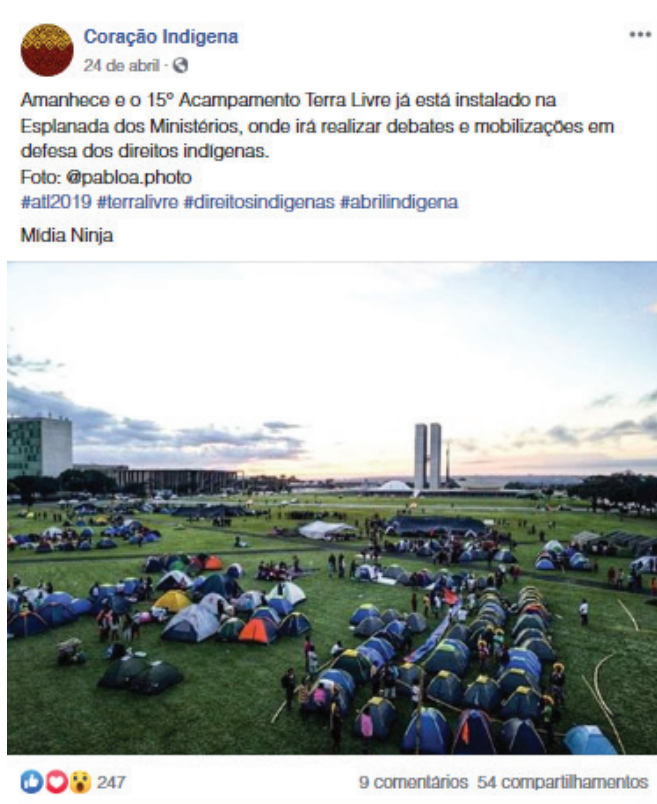 Coração Indigena
24 de abril ·
Amanhece e o 15º Acampamento Terra Livre já está instalado na
Esplanada dos Ministérios, onde irá realizar debates e mobilizações em
defesa dos direitos indígenas.
Foto: @pabloa.photo
#atl2019 #terralivre #direitosindigenas #abrilindigena
Mídia Ninja
247
9 comentários 54 compartilhamentos